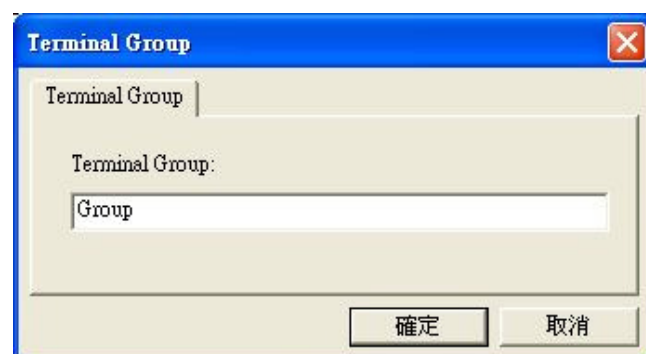 Terminal Group
Terminal Group
Terminal Group:
Group
確定
取消